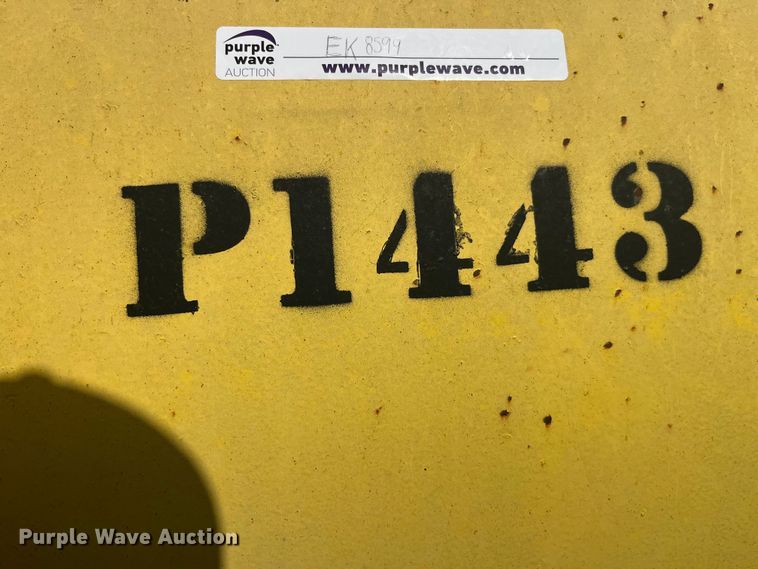 purple wave AUCTION
EK 8599
www.purplewave.com
P1443
Purple Wave Auction®